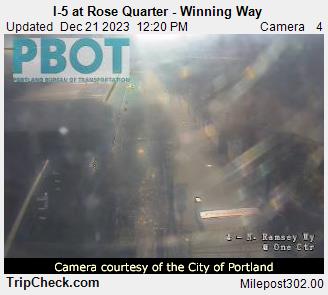 I-5 at Rose Quarter - Winning Way
Updated Dec 21 2023 12:20 PM Camera 4
PBOT
PORTLAND BUREAU OF TRANSPORTATION
N. Ramsey Wy
One Ctr
Camera courtesy of the City of Portland
TripCheck.com Milepost302.00